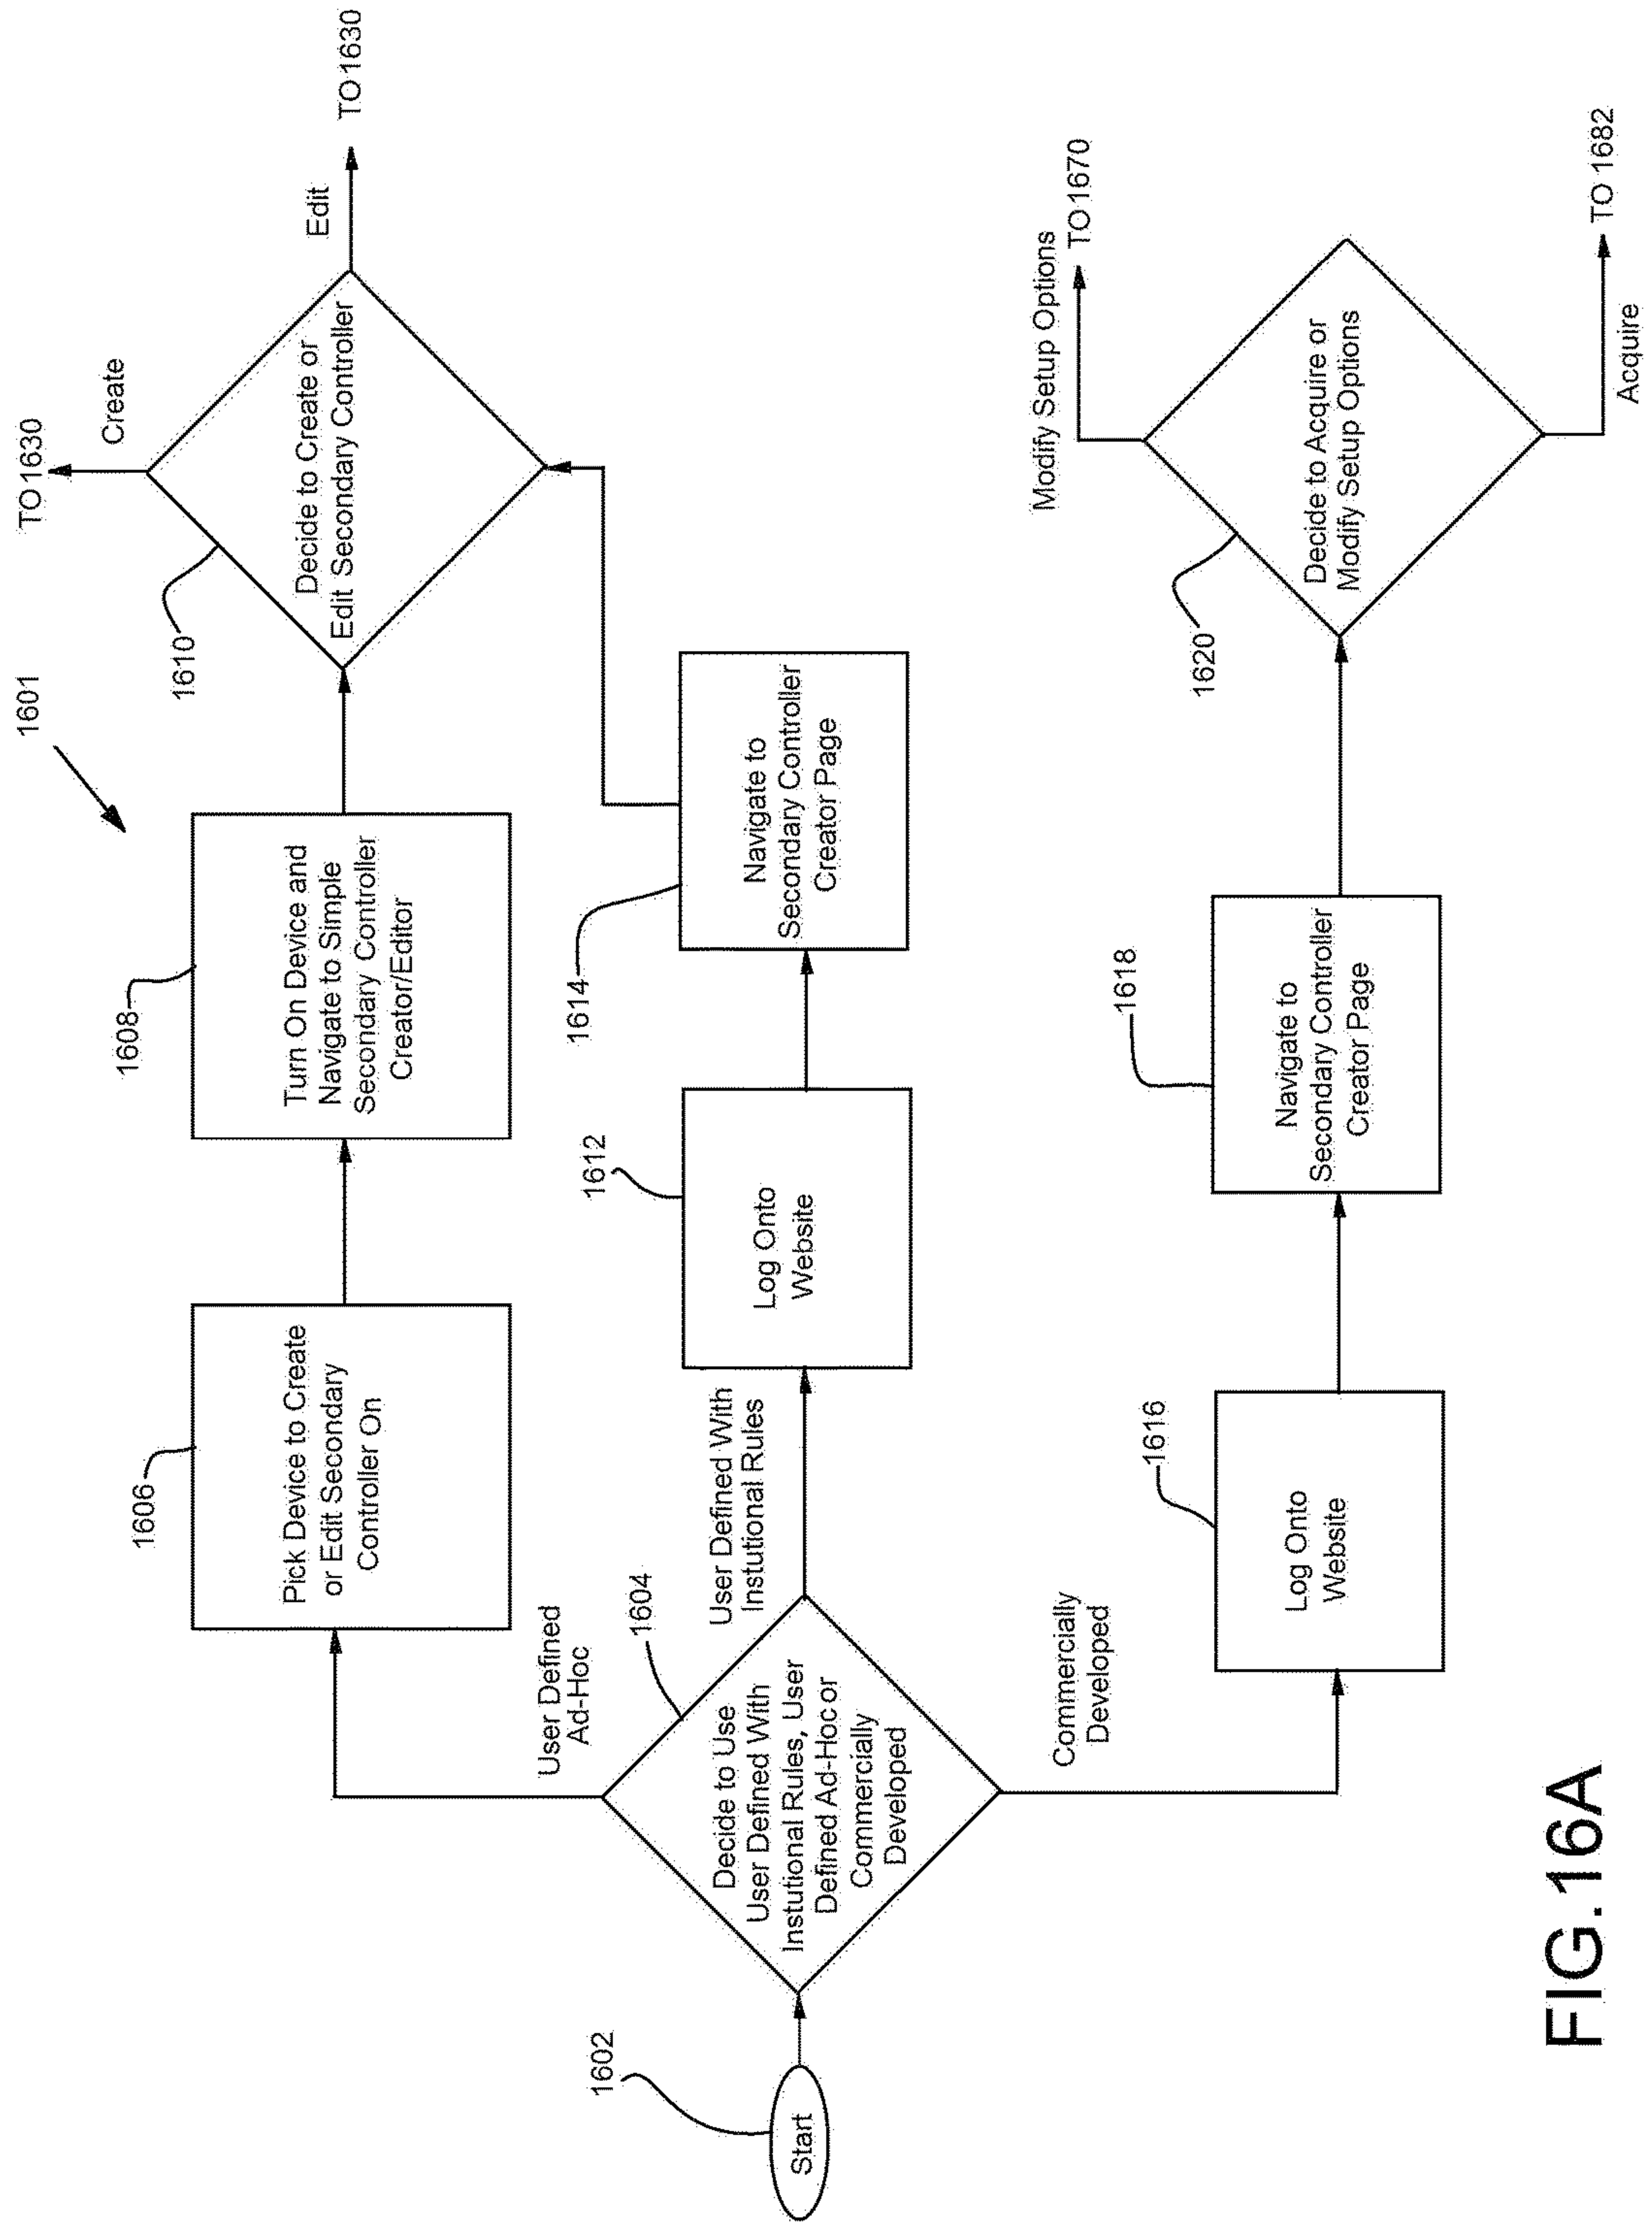 1601
TO 1630
Create
Edit
TO 1630
1606
Pick Device to Create
or Edit Secondary
Controller On
1608
Turn On Device and
Navigate to Simple
Secondary Controller
Creator/Editor
1610
Decide to Create or
Edit Secondary Controller
User Defined
Ad-Hoc
1602
Start
1604
Decide to Use
User Defined With
Instutional Rules, User
Defined Ad-Hoc or
Commercially
Developed
User Defined With
Instutional Rules
1612
Log Onto
Website
1614
Navigate to
Secondary Controller
Creator Page
Commercially
Developed
1616
Log Onto
Website
1618
Navigate to
Secondary Controller
Creator Page
1620
Decide to Acquire or
Modify Setup Options
Modify Setup Options
TO 1670
Acquire
TO 1682
FIG. 16A